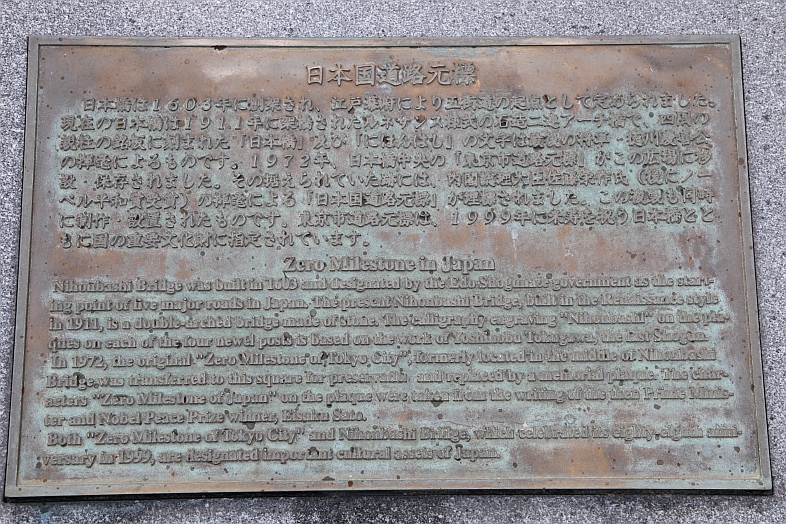 日本国道路元標
日本橋は1603年に創架され、江戸幕府により五街道の起点として定められました。
現在の日本橋は1911年に架橋されたルネサンス様式の石造二連アーチ橋で、四隅の
親柱の銘板に刻まれた「日本橋」及び「にほんばし」の文字は最後の将軍・徳川慶喜公
の揮毫によるものです。1972年、日本橋中央の「東京市道路元標」がこの広場に移
設・保存されました。その据えられていた跡には、内閣総理大臣佐藤栄作氏（後にノー
ベル平和賞受賞）の揮毫による「日本国道路元標」が埋標されました。この複製も同時
に制作・設置されたものです。東京市道路元標は、1999年に米寿を祝う日本橋とと
もに国の重要文化財に指定されています。
Zero Milestone in Japan
Nihonbashi Bridge was built in 1603 and designated by the Edo Shogunate government as the start-
ing point of five major roads in Japan. The present Nihonbashi Bridge, built in the Renaissance style
in 1911, is a double-arched bridge made of stone. The calligraphy engraving "Nihonbashi" on the pla-
ques on each of the four newel posts is based on the work of Yoshinobu Tokugawa, the last Shogun.
In 1972, the original "Zero Milestone of Tokyo City", formerly located in the middle of Nihonbashi
Bridge was transferred to this square for preservation and replaced by a memorial plaque. The char-
acters "Zero Milestone of Japan" on the plaque were taken from the writing of the then Prime Minis-
ter and Nobel Peace Prize winner, Eisaku Sato.
Both "Zero Milestone of Tokyo City" and Nihonbashi Bridge, which celebrated its eighty-eighth anni-
versary in 1999, are designated important cultural assets of Japan.